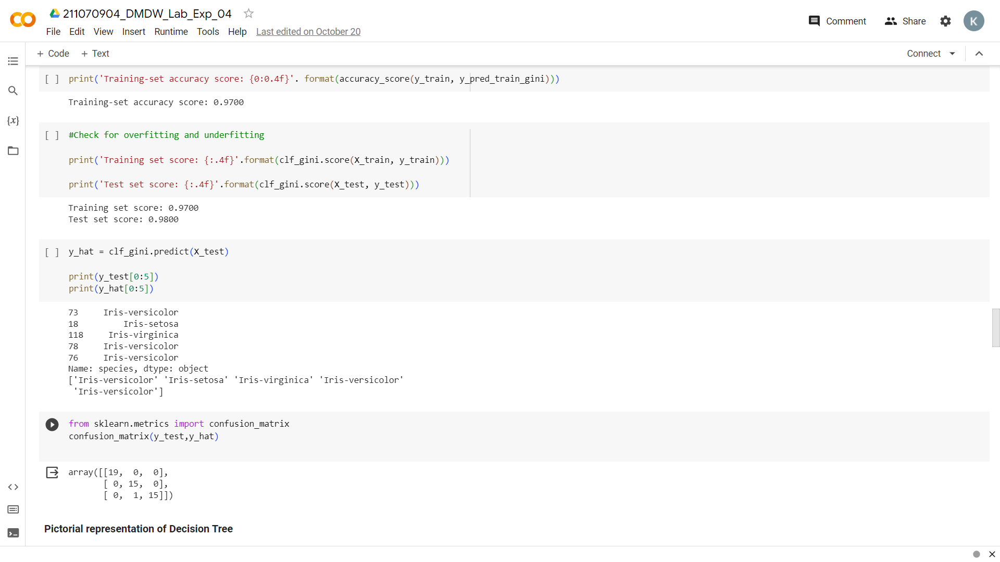 211070904_DMDW_Lab_Exp_04
File Edit View Insert Runtime Tools Help Last edited on October 20
Comment Share K
+ Code + Text Connect
[ ] print('Training-set accuracy score: {0:0.4f}'. format(accuracy_score(y_train, y_pred_train_gini)))
Training-set accuracy score: 0.9700
{x}
[ ] #Check for overfitting and underfitting
print('Training set score: {:.4f}'.format(clf_gini.score(X_train, y_train)))
print('Test set score: {:.4f}'.format(clf_gini.score(X_test, y_test)))
Training set score: 0.9700
Test set score: 0.9800
[ ] y_hat = clf_gini.predict(X_test)
print(y_test[0:5])
print(y_hat[0:5])
73     Iris-versicolor
18         Iris-setosa
118     Iris-virginica
78     Iris-versicolor
76     Iris-versicolor
Name: species, dtype: object
['Iris-versicolor' 'Iris-setosa' 'Iris-virginica' 'Iris-versicolor'
 'Iris-versicolor']
from sklearn.metrics import confusion_matrix
confusion_matrix(y_test,y_hat)
array([[19,  0,  0],
       [ 0, 15,  0],
       [ 0,  1, 15]])
Pictorial representation of Decision Tree